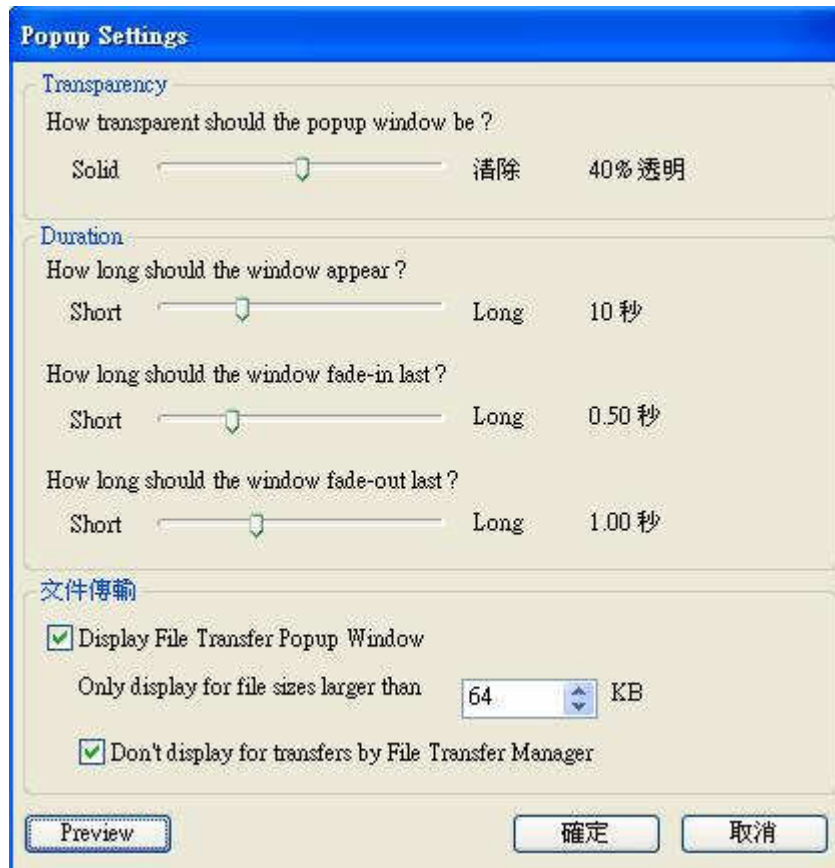 Popup Settings
Transparency
How transparent should the popup window be ?
Solid 清除 40% 透明
Duration
How long should the window appear ?
Short Long 10 秒
How long should the window fade-in last ?
Short Long 0.50 秒
How long should the window fade-out last ?
Short Long 1.00 秒
文件傳輸
Display File Transfer Popup Window
Only display for file sizes larger than 64 KB
Don't display for transfers by File Transfer Manager
Preview 確定 取消